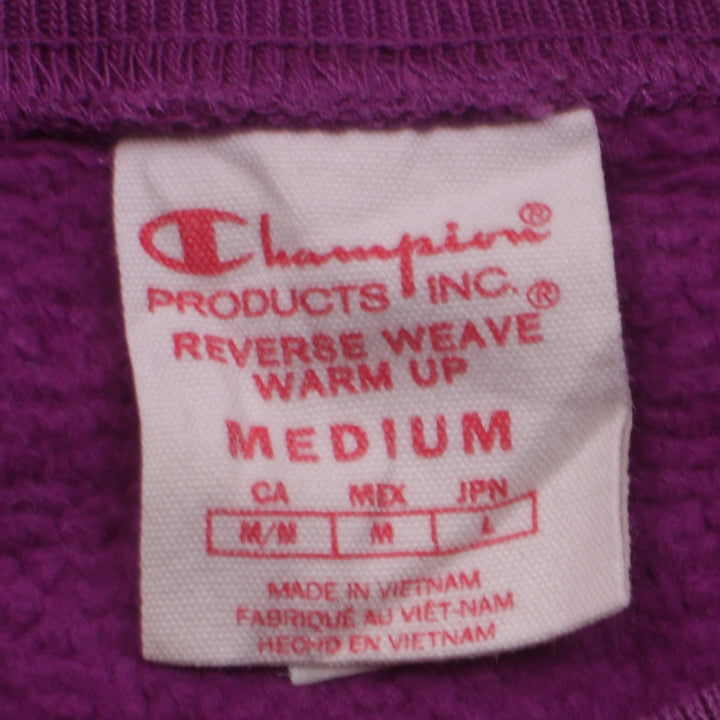 Champion®
PRODUCTS INC.®
REVERSE WEAVE
WARM UP
MEDIUM
CA MEX JPN
M/M M L
MADE IN VIETNAM
FABRIQUÉ AU VIÊT-NAM
HECHO EN VIETNAM